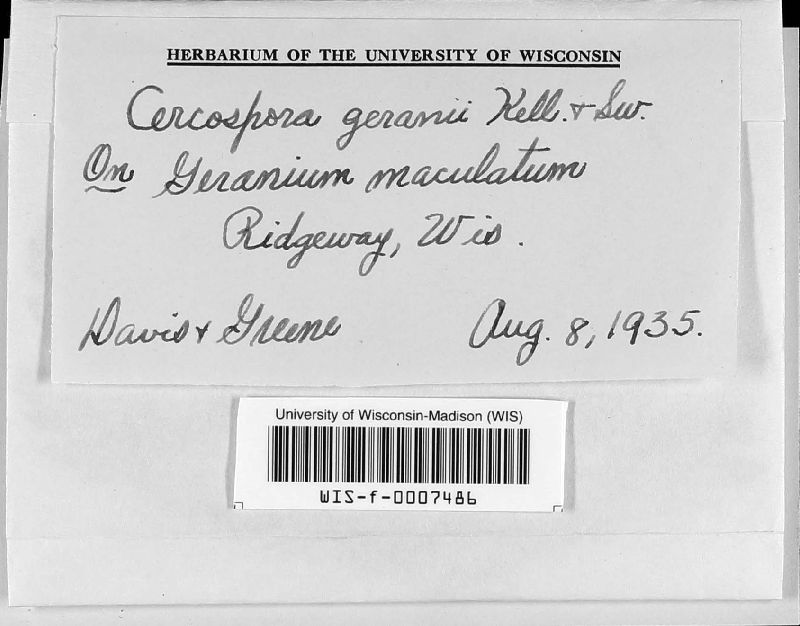 HERBARIUM OF THE UNIVERSITY OF WISCONSIN
Cercospora geranii Kell. & Sw.
On Geranium maculatum
Ridgeway, Wis.
Davis & Greene Aug. 8, 1935.
University of Wisconsin-Madison (WIS)
WIS-f-0007486